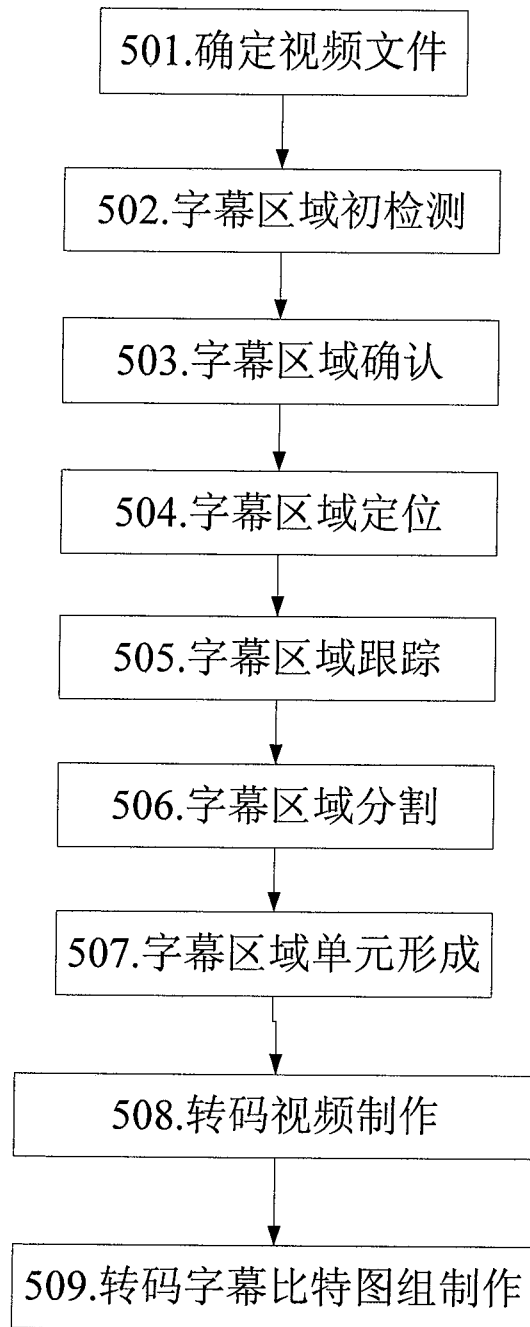 501.确定视频文件
502.字幕区域初检测
503.字幕区域确认
504.字幕区域定位
505.字幕区域跟踪
506.字幕区域分割
507.字幕区域单元形成
508.转码视频制作
509.转码字幕比特图组制作